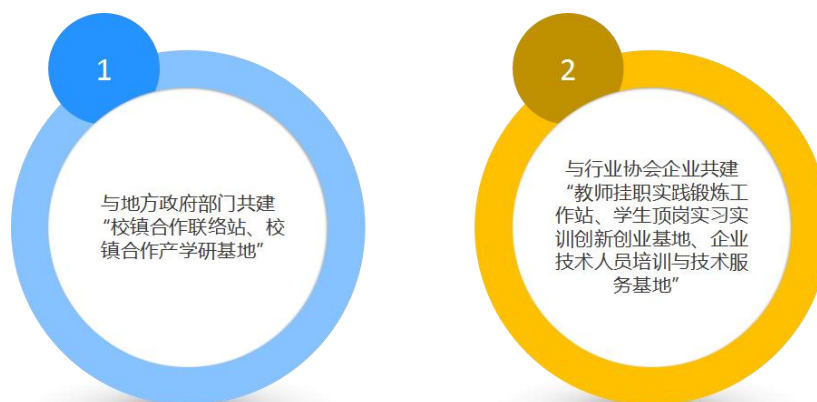 1
与地方政府部门共建
“校镇合作联络站、校
镇合作产学研基地”
2
与行业协会企业共建
“教师挂职实践锻炼工
作站、学生顶岗实习实
训创新创业基地、企业
技术人员培训与技术服
务基地”